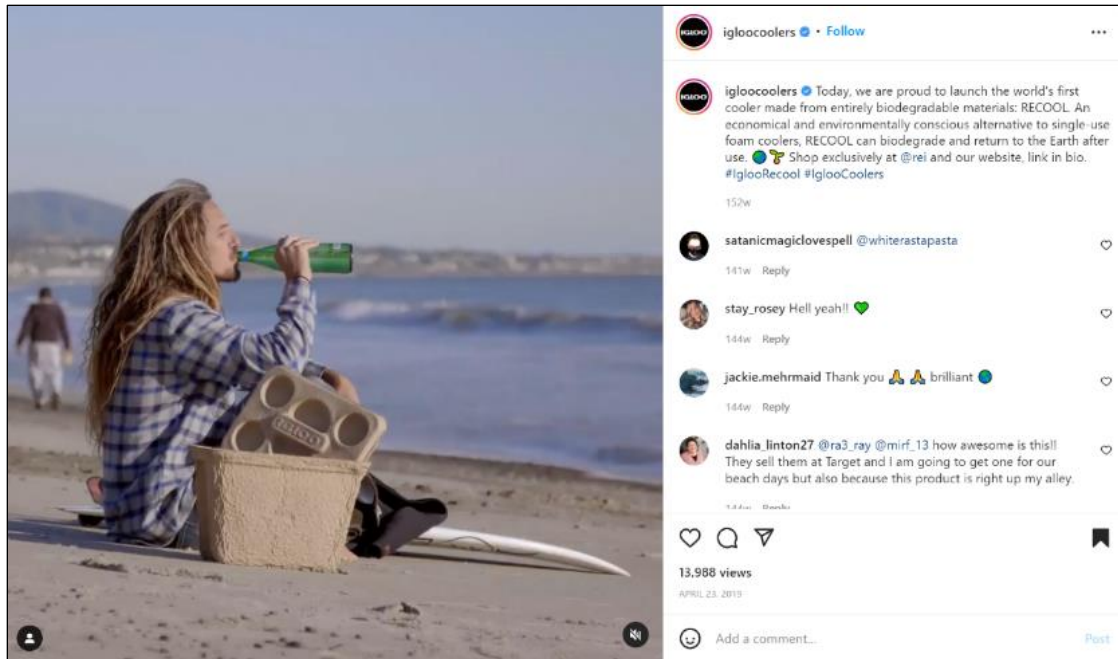 IGLOO
igloocoolers • Follow
IGLOO
igloocoolers Today, we are proud to launch the world's first
cooler made from entirely biodegradable materials: RECOOL. An
economical and environmentally conscious alternative to single-use
foam coolers, RECOOL can biodegrade and return to the Earth after
use. 🌎 🌴 Shop exclusively at @rei and our website, link in bio.
#IglooRecool #IglooCoolers
152w
satanicmagiclovespell @whiterastapasta
141w Reply
stay_rosey Hell yeah!! 💚
144w Reply
jackie.mehrmaid Thank you 🙏 🙏 brilliant 🌎
144w Reply
dahlia_linton27 @ra3_ray @mirf_13 how awesome is this!!
They sell them at Target and I am going to get one for our
beach days but also because this product is right up my alley.
144w Reply
13,988 views
APRIL 23, 2019
Add a comment...
Post
IGLOO